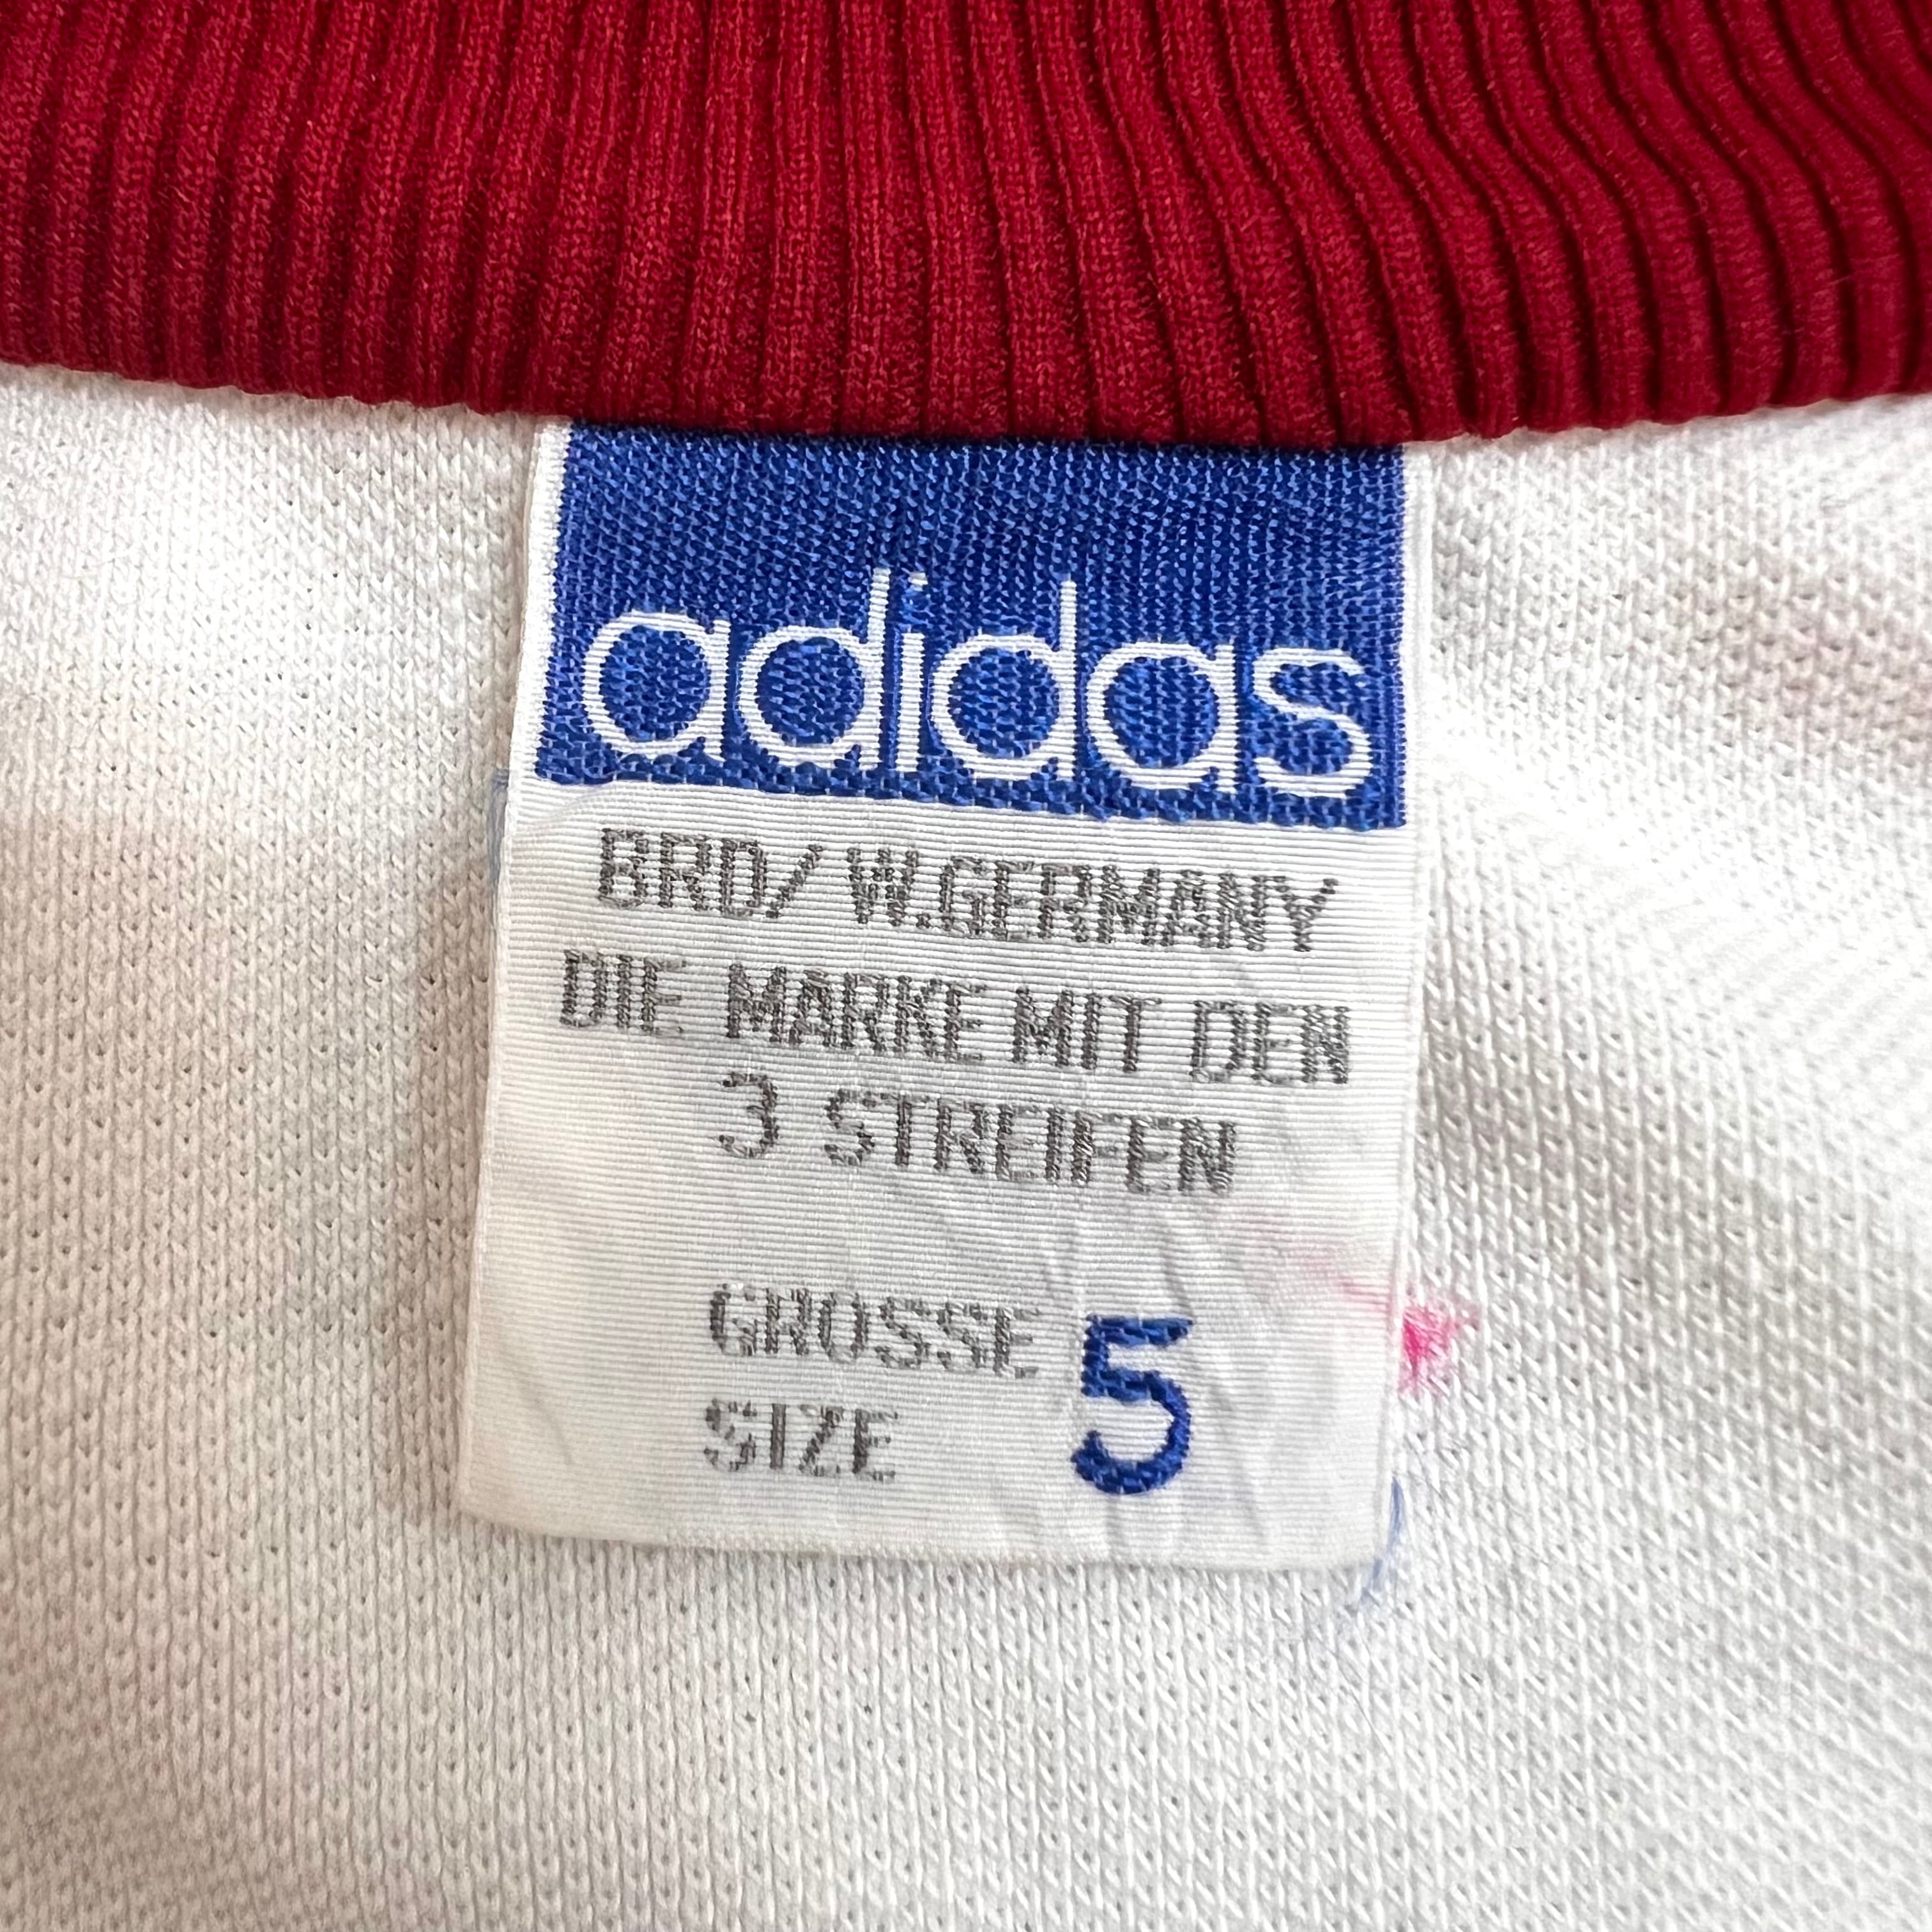 adidas
BRD/W.GERMANY
DIE MARKE MIT DEN
3 STREIFEN
GROSSE
SIZE 5